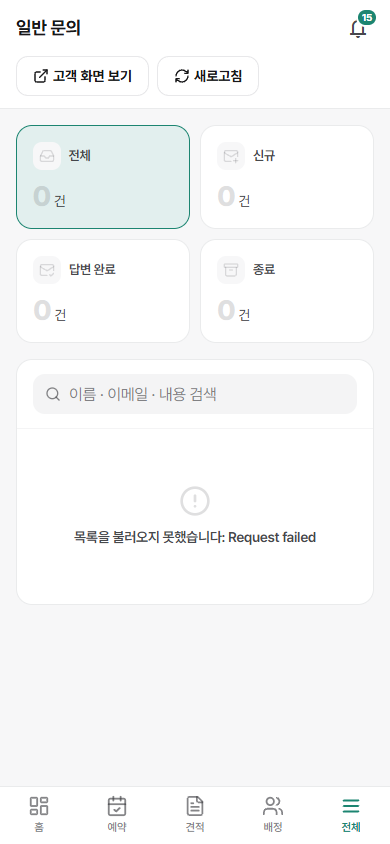 일반 문의
15
고객 화면 보기
새로고침
전체
0 건
신규
0 건
답변 완료
0 건
종료
0 건
이름 · 이메일 · 내용 검색
목록을 불러오지 못했습니다: Request failed
홈
예약
견적
배정
전체